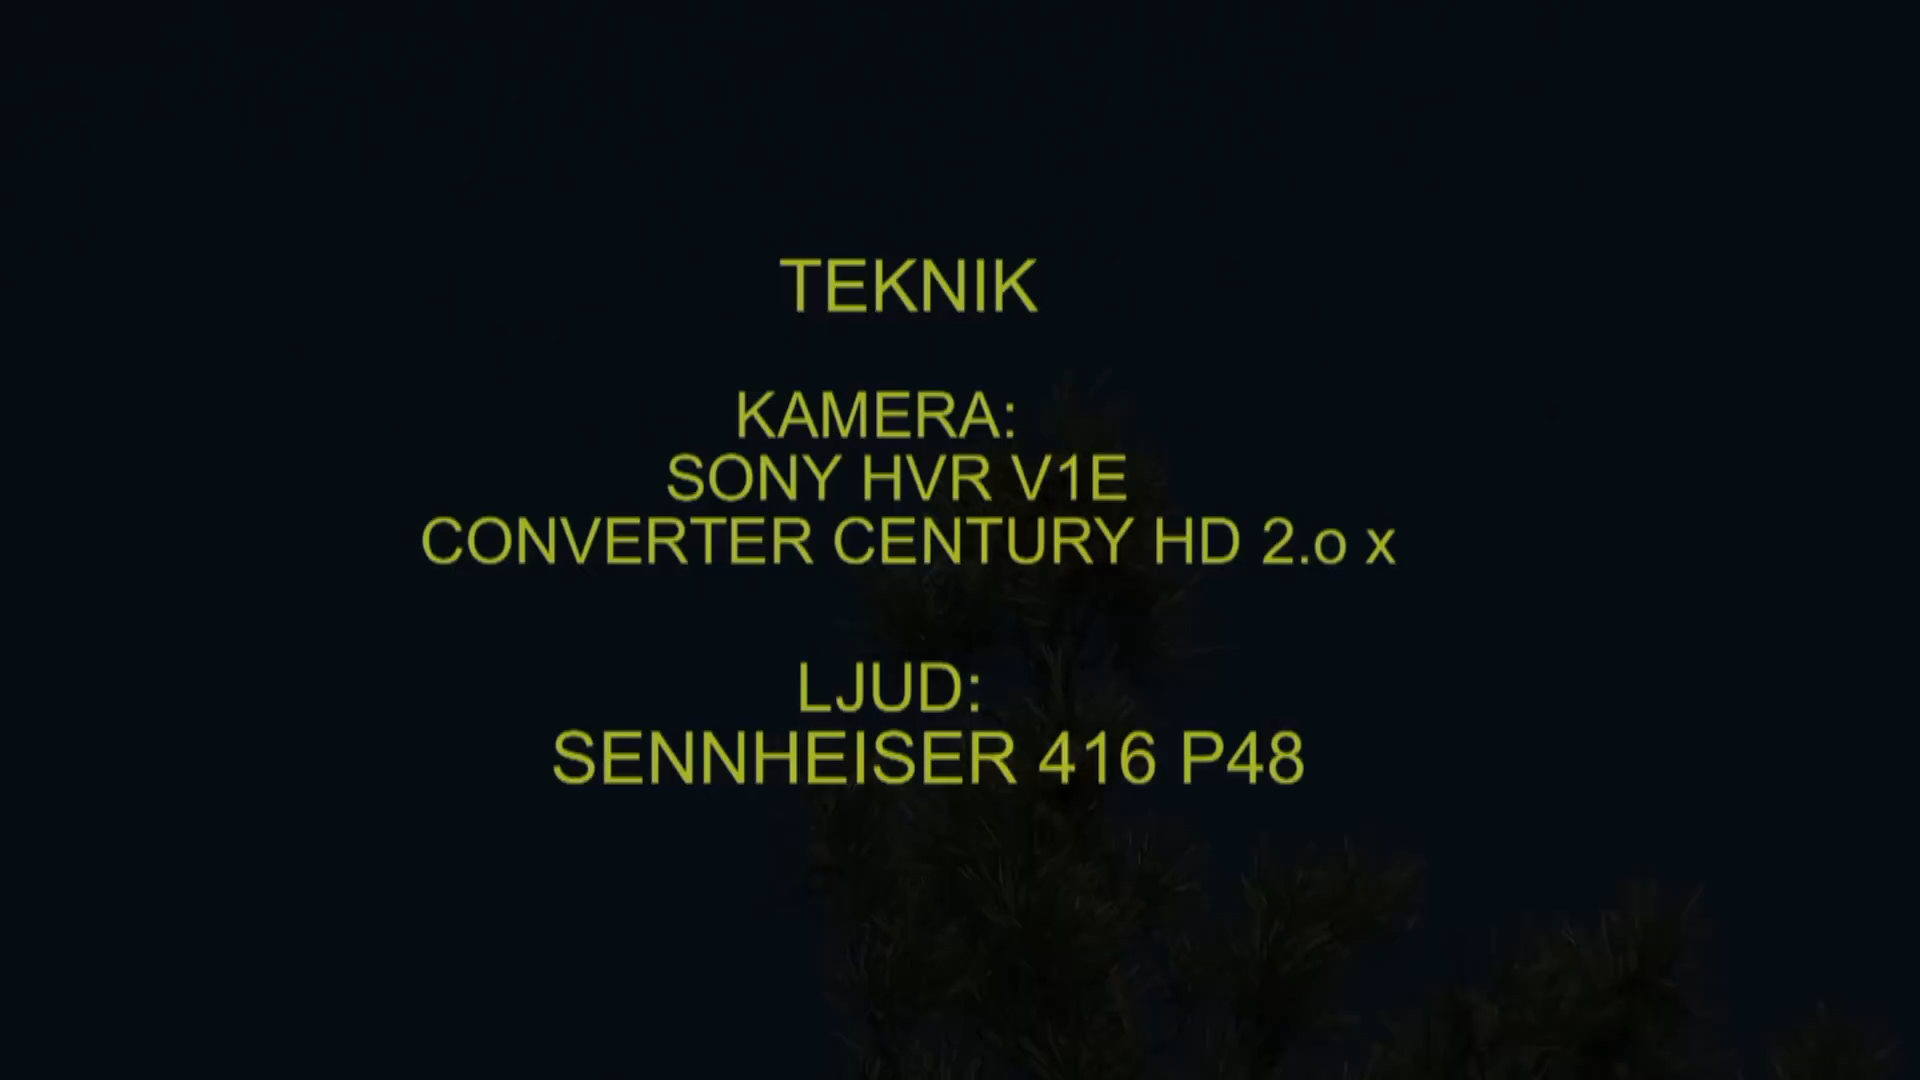 TEKNIK
KAMERA:
SONY HVR V1E
CONVERTER CENTURY HD 2.o x
LJUD:
SENNHEISER 416 P48